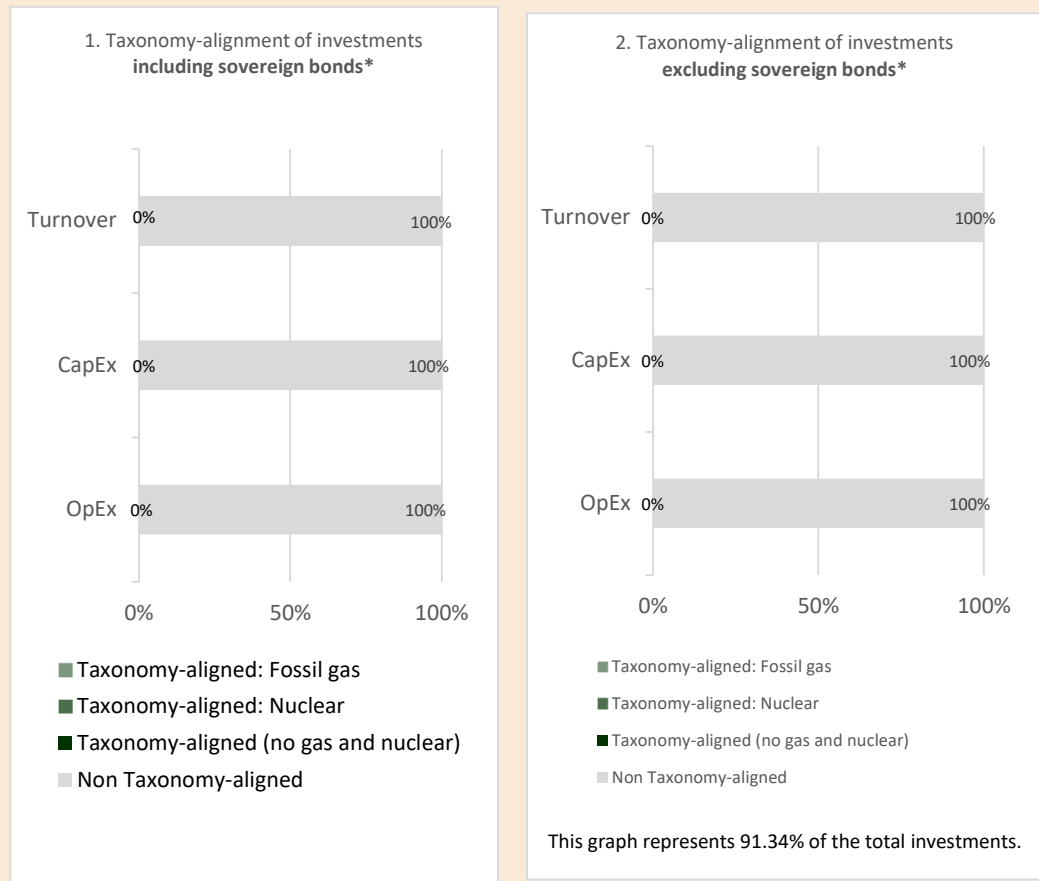 1. Taxonomy-alignment of investments
including sovereign bonds*
Turnover 0% 100%
CapEx 0% 100%
OpEx 0% 100%
0% 50% 100%
Taxonomy-aligned: Fossil gas
Taxonomy-aligned: Nuclear
Taxonomy-aligned (no gas and nuclear)
Non Taxonomy-aligned
2. Taxonomy-alignment of investments
excluding sovereign bonds*
Turnover 0% 100%
CapEx 0% 100%
OpEx 0% 100%
0% 50% 100%
Taxonomy-aligned: Fossil gas
Taxonomy-aligned: Nuclear
Taxonomy-aligned (no gas and nuclear)
Non Taxonomy-aligned
This graph represents 91.34% of the total investments.